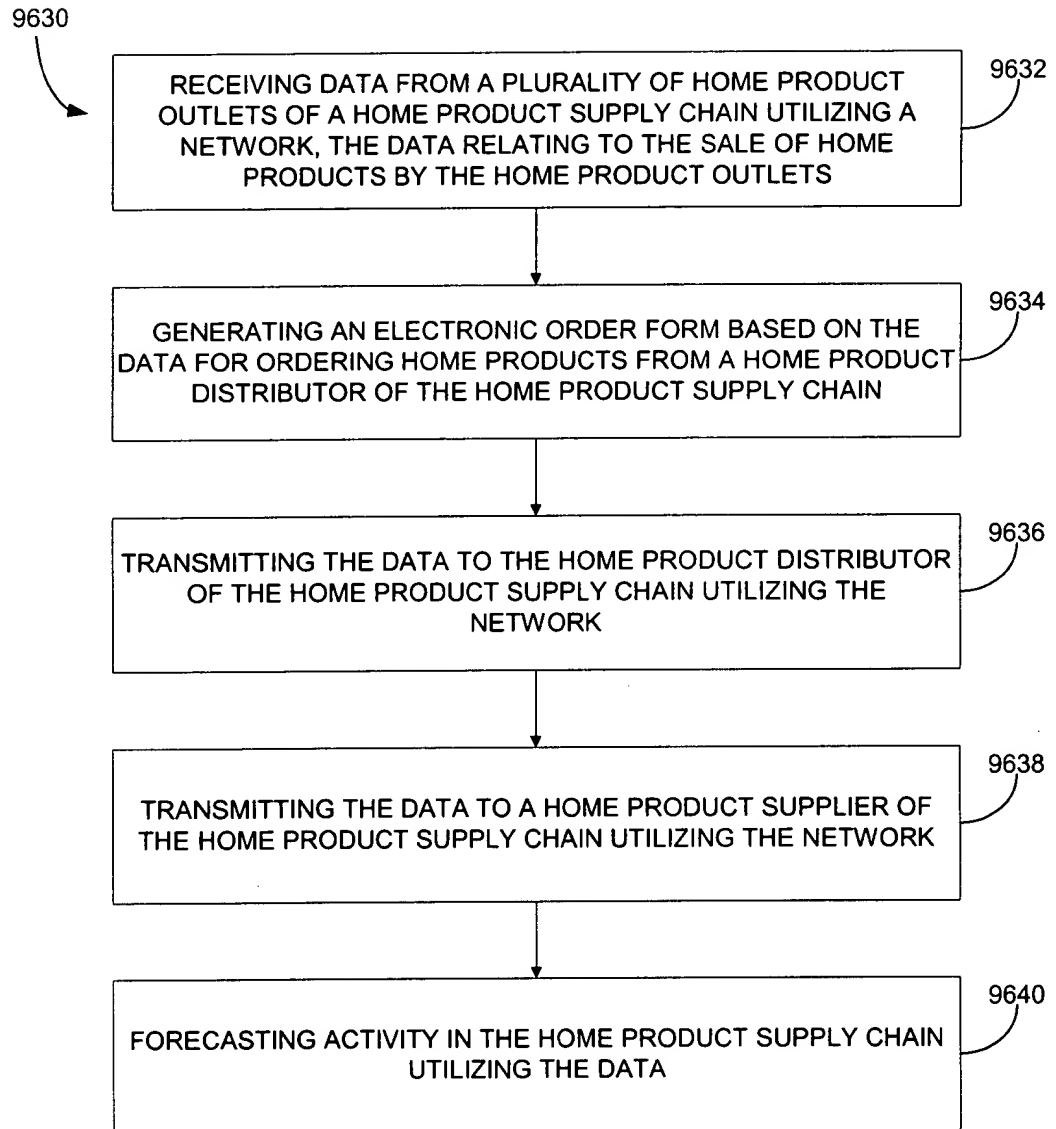 9630
RECEIVING DATA FROM A PLURALITY OF HOME PRODUCT
OUTLETS OF A HOME PRODUCT SUPPLY CHAIN UTILIZING A
NETWORK, THE DATA RELATING TO THE SALE OF HOME
PRODUCTS BY THE HOME PRODUCT OUTLETS
9632
GENERATING AN ELECTRONIC ORDER FORM BASED ON THE
DATA FOR ORDERING HOME PRODUCTS FROM A HOME PRODUCT
DISTRIBUTOR OF THE HOME PRODUCT SUPPLY CHAIN
9634
TRANSMITTING THE DATA TO THE HOME PRODUCT DISTRIBUTOR
OF THE HOME PRODUCT SUPPLY CHAIN UTILIZING THE
NETWORK
9636
TRANSMITTING THE DATA TO A HOME PRODUCT SUPPLIER OF
THE HOME PRODUCT SUPPLY CHAIN UTILIZING THE NETWORK
9638
FORECASTING ACTIVITY IN THE HOME PRODUCT SUPPLY CHAIN
UTILIZING THE DATA
9640